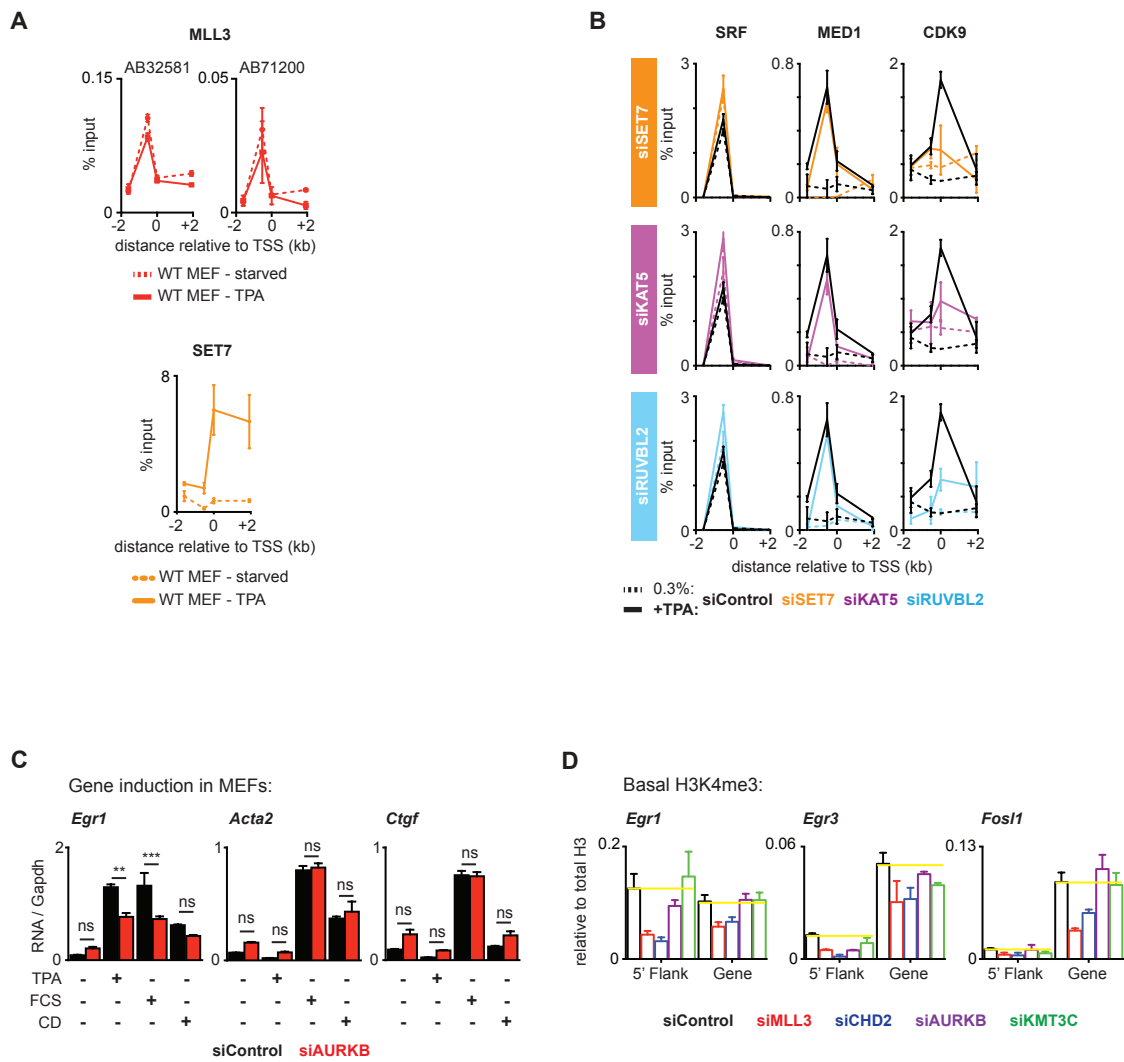 A
MLL3
AB32581 AB71200
0.15 0.05
% input
0 0
-2 0 +2 -2 0 +2
distance relative to TSS (kb)
WT MEF - starved
WT MEF - TPA
SET7
8
% input
0
-2 0 +2
distance relative to TSS (kb)
WT MEF - starved
WT MEF - TPA
B
SRF MED1 CDK9
siSET7
% input
3 0.8 2
0 0 0
siKAT5
% input
3 0.8 2
0 0 0
siRUVBL2
% input
3 0.8 2
0 0 0
-2 0 +2 -2 0 +2 -2 0 +2
distance relative to TSS (kb)
0.3%:
+TPA: siControl siSET7 siKAT5 siRUVBL2
C
Gene induction in MEFs:
Egr1 Acta2 Ctgf
RNA / Gapdh
2 1 1
0 0 0
ns ** *** ns ns ns ns ns ns ns ns ns
TPA - + - - - + - - - + - -
FCS - - + - - - + - - - + -
CD - - - + - - - + - - - +
siControl siAURKB
D
Basal H3K4me3:
Egr1 Egr3 Fosl1
relative to total H3
0.2 0.06 0.13
0 0 0
5' Flank Gene 5' Flank Gene 5' Flank Gene
siControl siMLL3 siCHD2 siAURKB siKMT3C